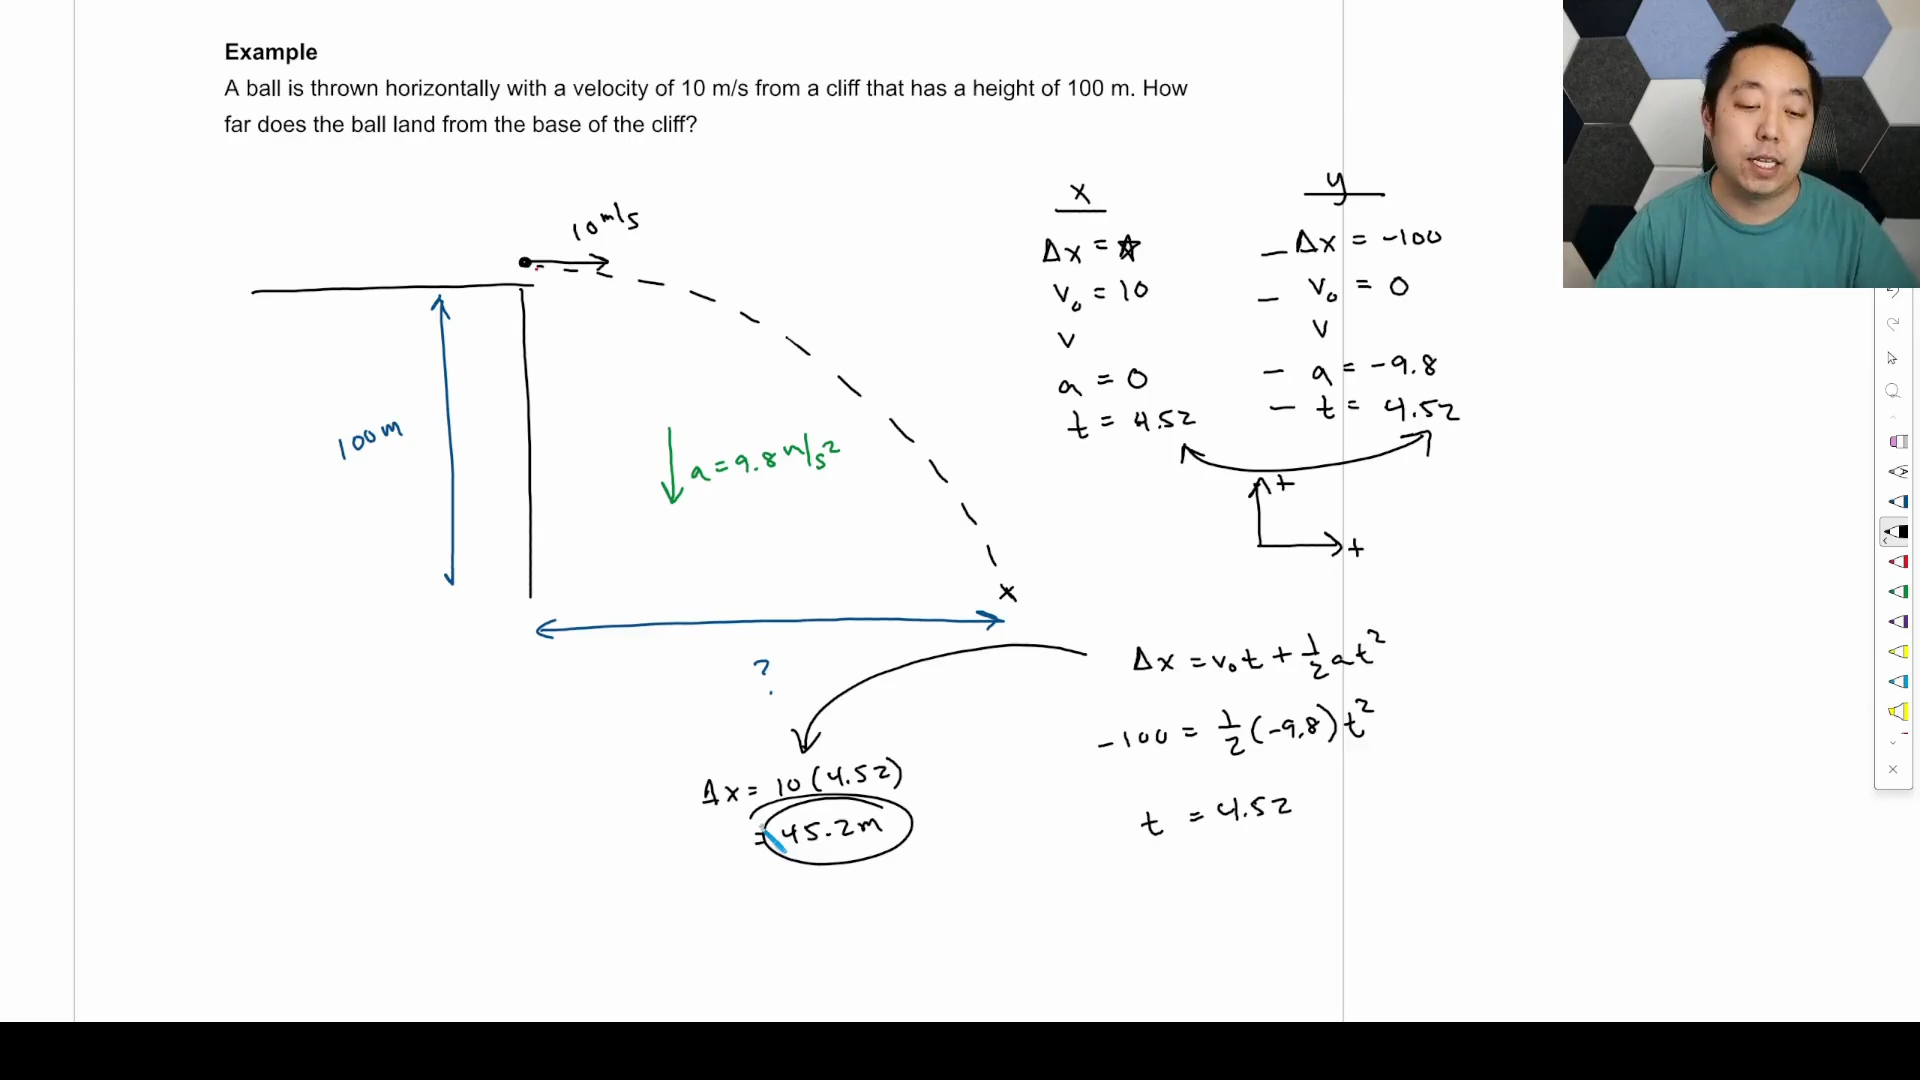 Example
A ball is thrown horizontally with a velocity of 10 m/s from a cliff that has a height of 100 m. How
far does the ball land from the base of the cliff?
10 m/s
100 m
a = 9.8 m/s²
?
x
x
Δx = ☆
v₀ = 10
v
a = 0
t = 4.52
y
– Δx = -100
– v₀ = 0
v
– a = -9.8
– t = 4.52
+
+
Δx = v₀t + 1/2 at²
-100 = 1/2 (-9.8) t²
t = 4.52
Δx = 10 (4.52)
= 45.2 m